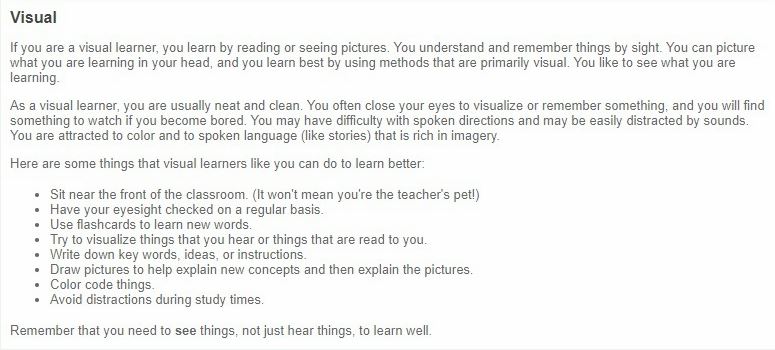 Visual
If you are a visual learner, you learn by reading or seeing pictures. You understand and remember things by sight. You can picture
what you are learning in your head, and you learn best by using methods that are primarily visual. You like to see what you are
learning.
As a visual learner, you are usually neat and clean. You often close your eyes to visualize or remember something, and you will find
something to watch if you become bored. You may have difficulty with spoken directions and may be easily distracted by sounds.
You are attracted to color and to spoken language (like stories) that is rich in imagery.
Here are some things that visual learners like you can do to learn better:
• Sit near the front of the classroom. (It won't mean you're the teacher's pet!)
• Have your eyesight checked on a regular basis.
• Use flashcards to learn new words.
• Try to visualize things that you hear or things that are read to you.
• Write down key words, ideas, or instructions.
• Draw pictures to help explain new concepts and then explain the pictures.
• Color code things.
• Avoid distractions during study times.
Remember that you need to see things, not just hear things, to learn well.